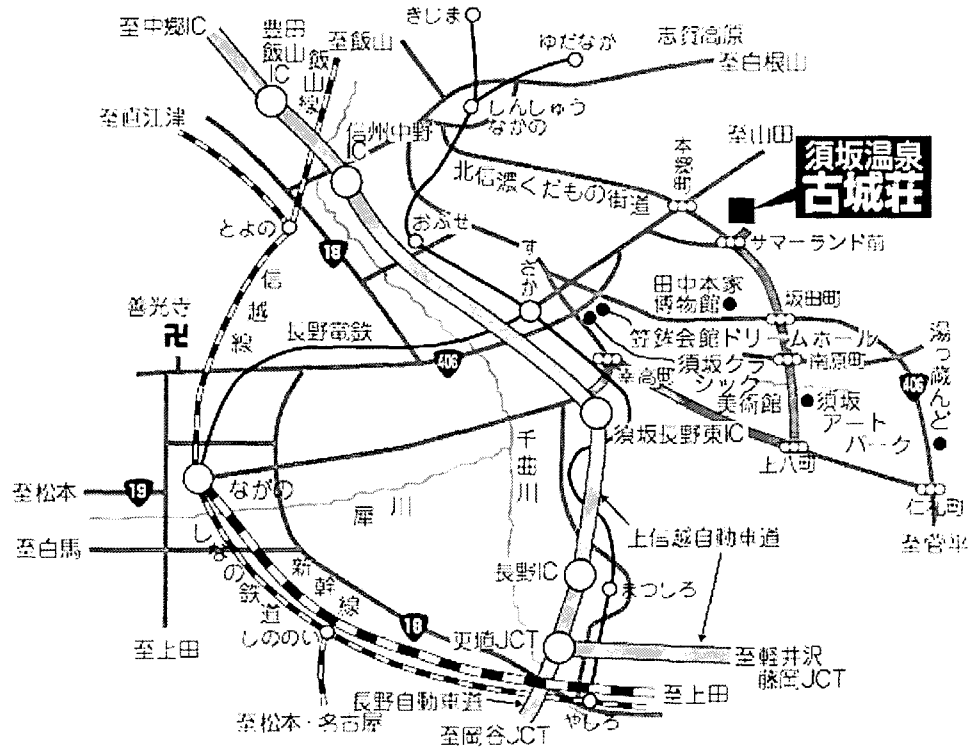 至中郷IC
豊田
飯山
IC
飯山線
至飯山
きじま
ゆだなか
志賀高原
至白根山
至直江津
信州中野
IC
しんしゅう
なかの
至山田
本郷町
須坂温泉
古城荘
北信濃くだもの街道
とよの
18
おぶせ
すざか
サマーランド前
信越線
善光寺
卍
長野電鉄
406
田中本家
博物館
坂田町
笠鉾会館ドリームホール
幸高町
須坂クラ
シック
美術館
南原町
湯っ蔵んど
406
須坂
アート
パーク
須坂長野東IC
上八町
千曲川
至松本
19
ながの
犀川
仁礼町
至菅平
至白馬
しなの鉄道
新幹線
上信越自動車道
長野IC
まつしろ
18
至上田
しののい
更埴JCT
至軽井沢
藤岡JCT
長野自動車道
至上田
至松本・名古屋
やしろ
至岡谷JCT